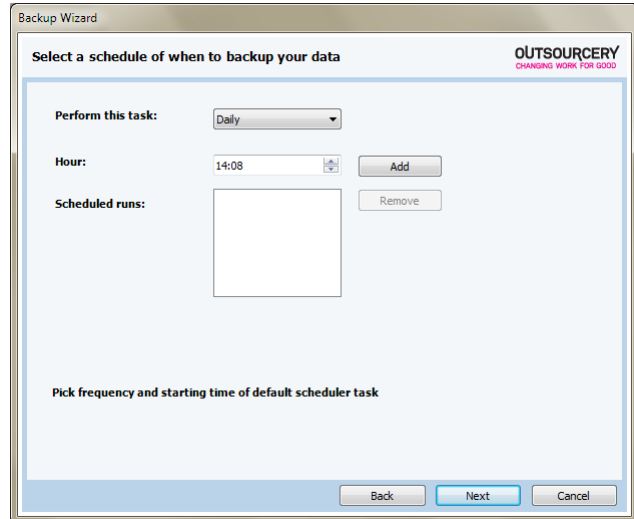 Backup Wizard
Select a schedule of when to backup your data
OUTSOURCERY
CHANGING WORK FOR GOOD
Perform this task: Daily
Hour: 14:08 Add
Scheduled runs: Remove
Pick frequency and starting time of default scheduler task
Back Next Cancel